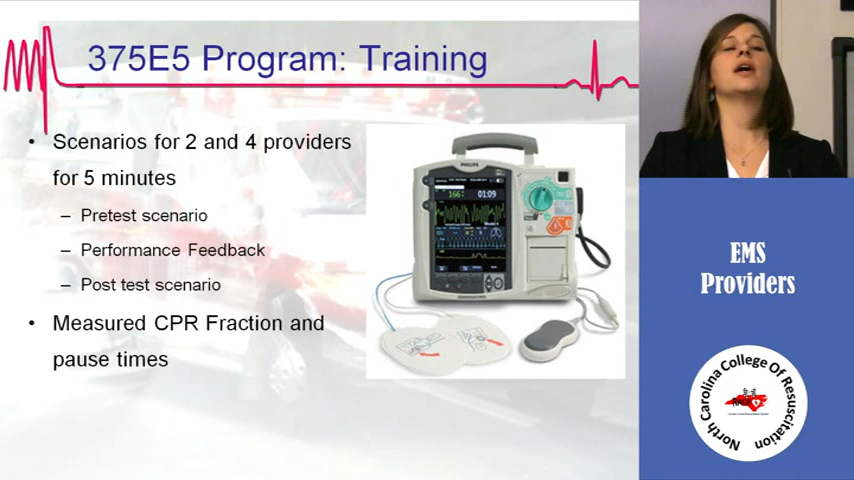 375E5 Program: Training
• Scenarios for 2 and 4 providers
for 5 minutes
– Pretest scenario
– Performance Feedback
– Post test scenario
• Measured CPR Fraction and
pause times
PHILIPS
166
01:09
EMS
Providers
North Carolina College Of Resuscitation